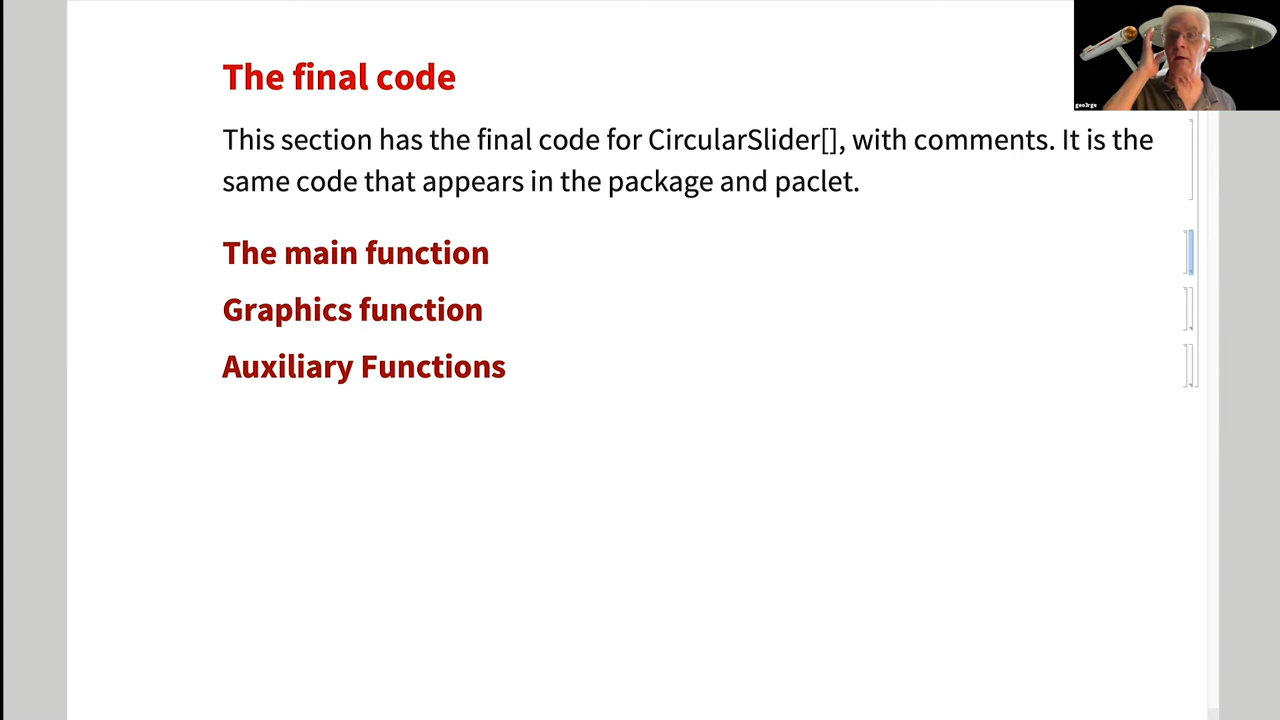 The final code
This section has the final code for CircularSlider[], with comments. It is the
same code that appears in the package and paclet.
The main function
Graphics function
Auxiliary Functions
geo3rge